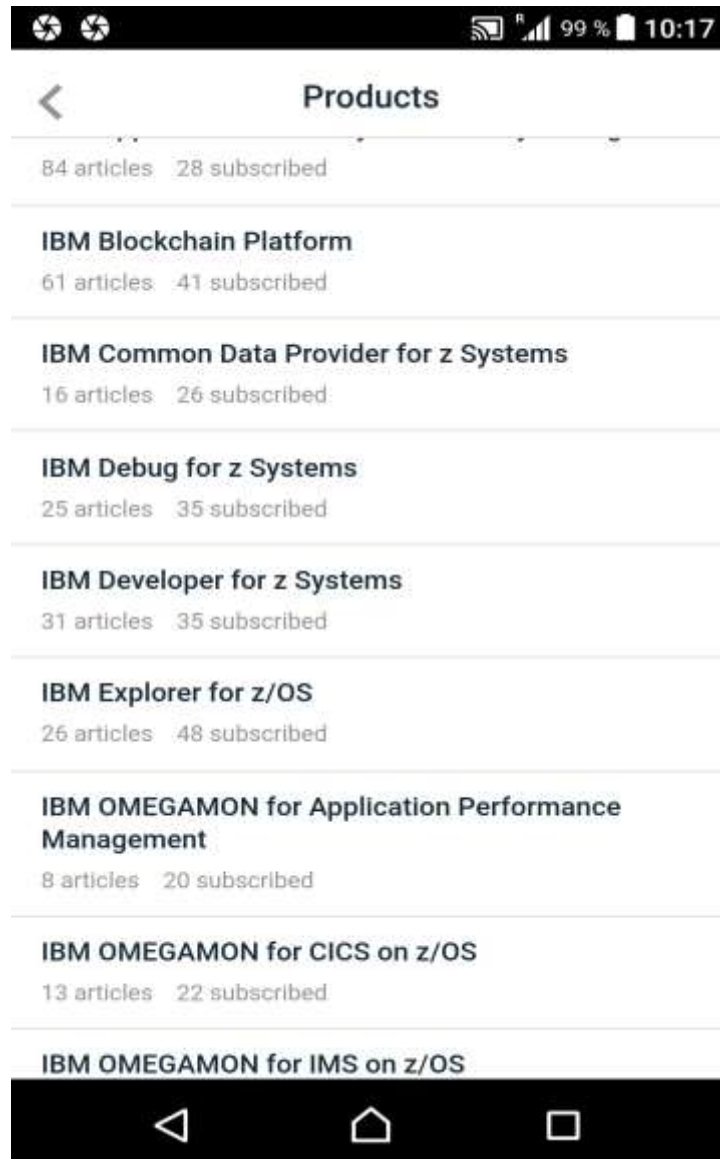 R 99 % 10:17
Products
84 articles 28 subscribed
IBM Blockchain Platform
61 articles 41 subscribed
IBM Common Data Provider for z Systems
16 articles 26 subscribed
IBM Debug for z Systems
25 articles 35 subscribed
IBM Developer for z Systems
31 articles 35 subscribed
IBM Explorer for z/OS
26 articles 48 subscribed
IBM OMEGAMON for Application Performance
Management
8 articles 20 subscribed
IBM OMEGAMON for CICS on z/OS
13 articles 22 subscribed
IBM OMEGAMON for IMS on z/OS